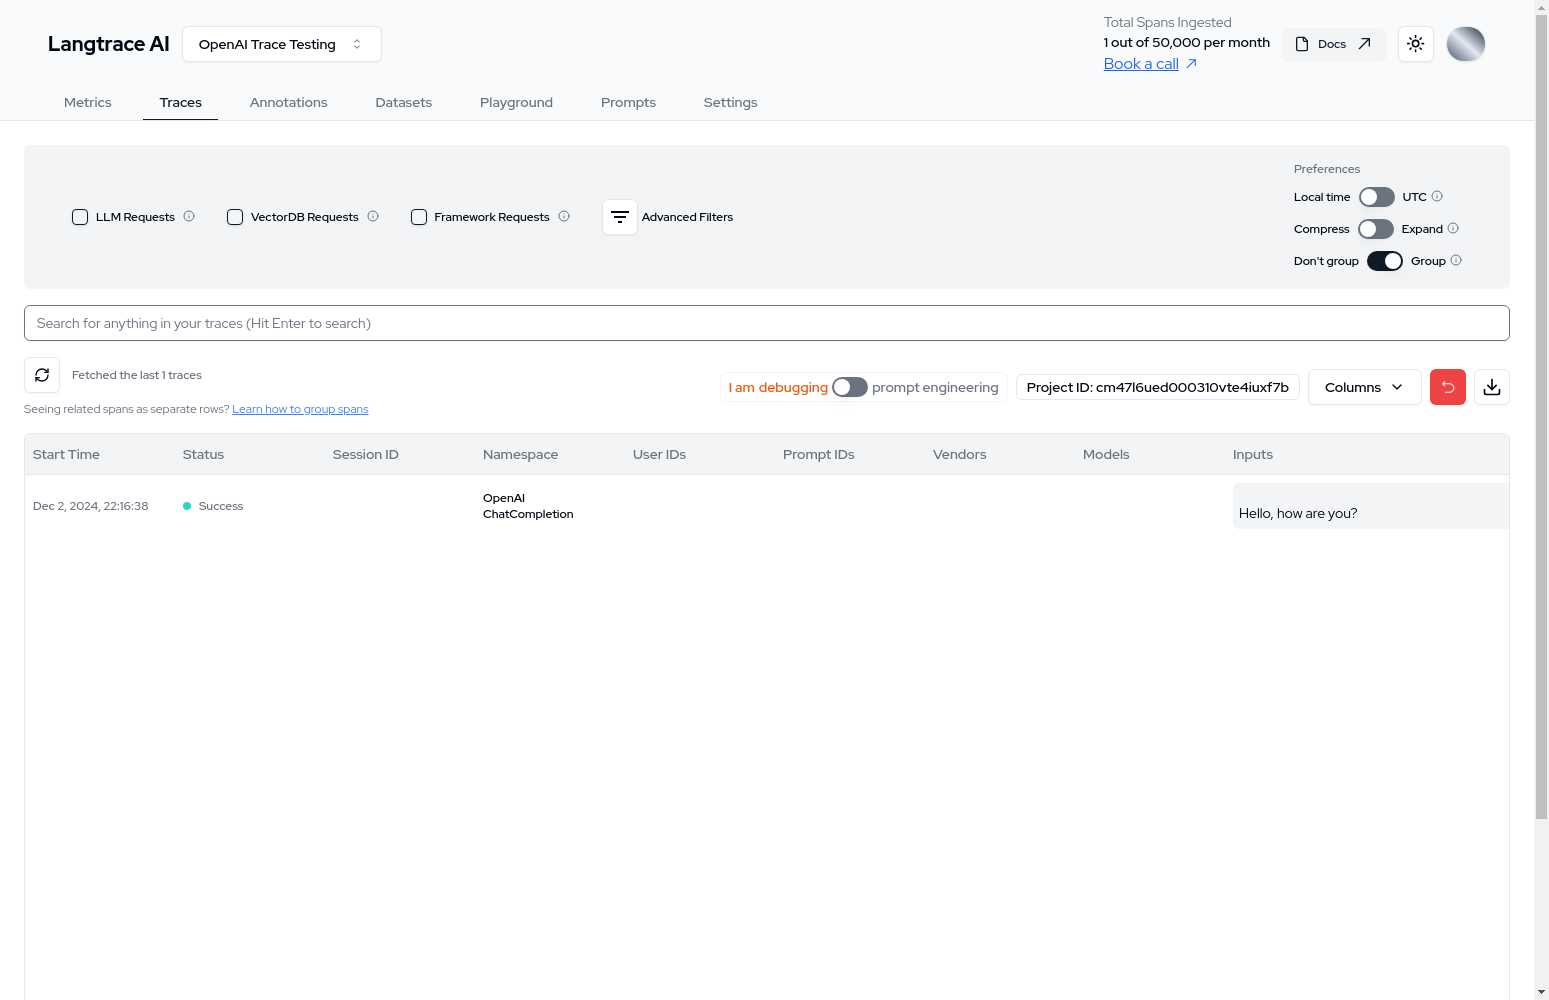 Langtrace AI
OpenAI Trace Testing
Total Spans Ingested
1 out of 50,000 per month
Book a call
Docs
Metrics
Traces
Annotations
Datasets
Playground
Prompts
Settings
LLM Requests
VectorDB Requests
Framework Requests
Advanced Filters
Preferences
Local time UTC
Compress Expand
Don't group Group
Search for anything in your traces (Hit Enter to search)
Fetched the last 1 traces
Seeing related spans as separate rows? Learn how to group spans
I am debugging prompt engineering
Project ID: cm47l6ued000310vte4iuxf7b
Columns
Start Time Status Session ID Namespace User IDs Prompt IDs Vendors Models Inputs
Dec 2, 2024, 22:16:38
Success
OpenAI
ChatCompletion
Hello, how are you?